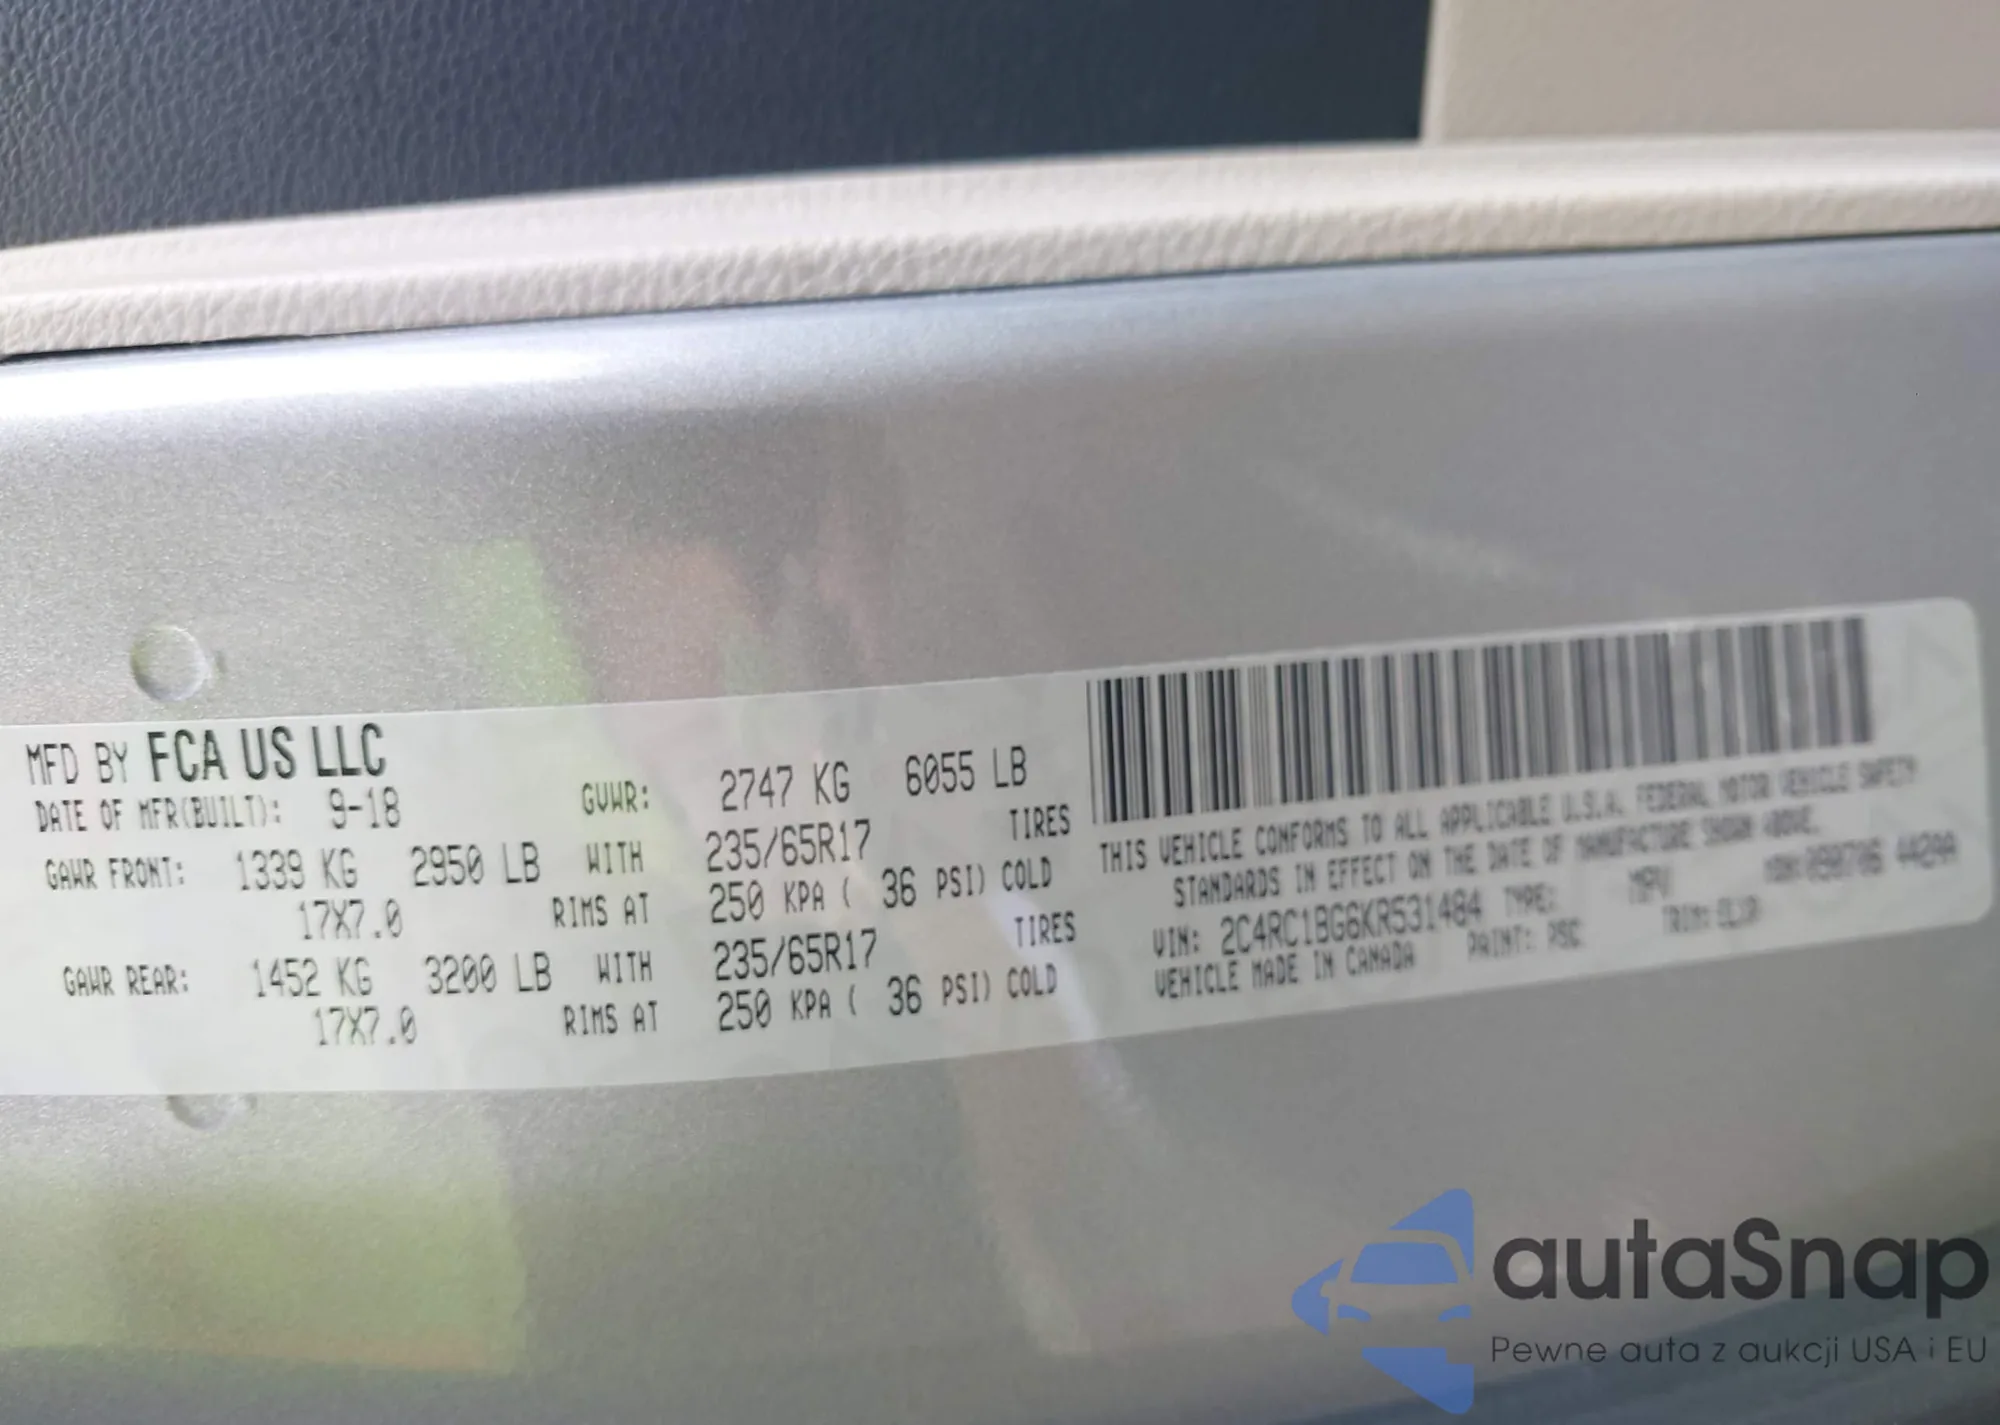 MFD BY FCA US LLC
DATE OF MFR(BUILT): 9-18
GVWR: 2747 KG 6055 LB
GAWR FRONT: 1339 KG 2950 LB WITH 235/65R17 TIRES
17X7.0 RIMS AT 250 KPA ( 36 PSI) COLD
GAWR REAR: 1452 KG 3200 LB WITH 235/65R17 TIRES
17X7.0 RIMS AT 250 KPA ( 36 PSI) COLD
THIS VEHICLE CONFORMS TO ALL APPLICABLE U.S.A. FEDERAL MOTOR VEHICLE SAFETY
STANDARDS IN EFFECT ON THE DATE OF MANUFACTURE SHOWN ABOVE.
VIN: 2C4RC1BG6KR531484 TYPE: MPV
VEHICLE MADE IN CANADA PAINT: PSC TRIM:
autaSnap
Pewne auta z aukcji USA i EU